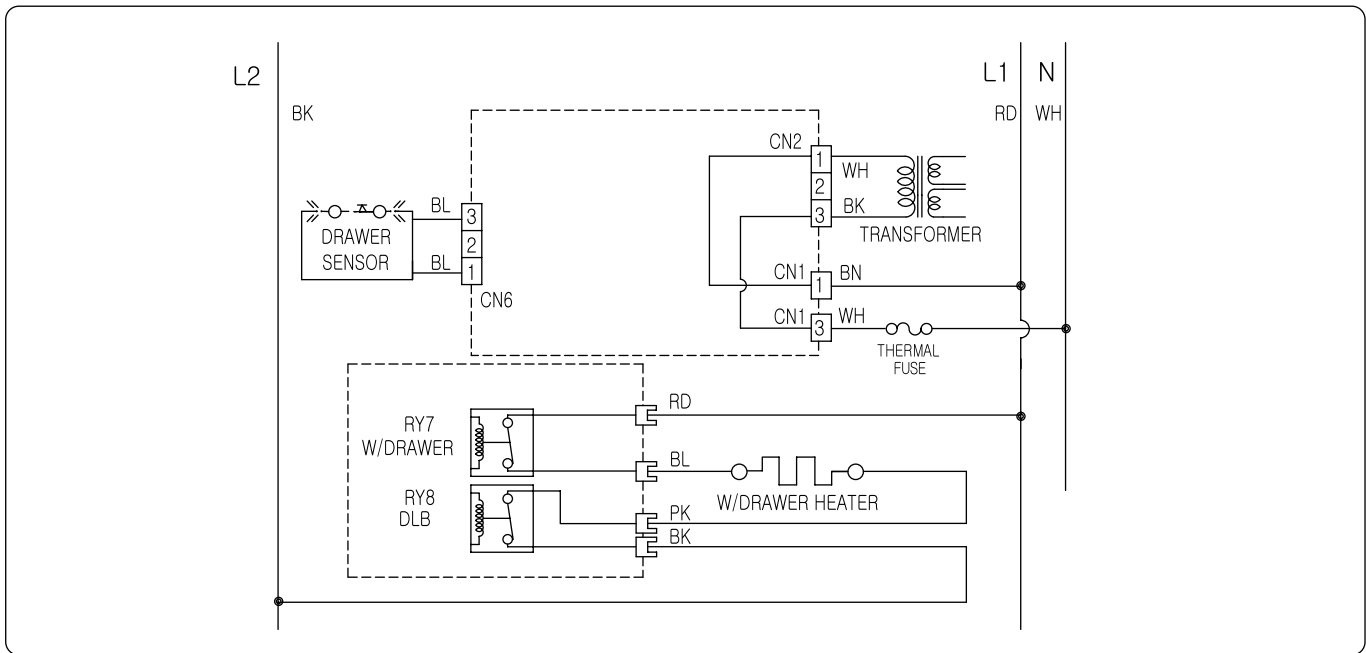 L2
L1 N
BK
RD WH
CN2
1
WH
2
BK
3
TRANSFORMER
BL
3
DRAWER
SENSOR
2
BL
1
CN6
CN1
1
BN
CN1
3
WH
THERMAL
FUSE
RD
RY7
W/DRAWER
BL
W/DRAWER HEATER
RY8
DLB
PK
BK